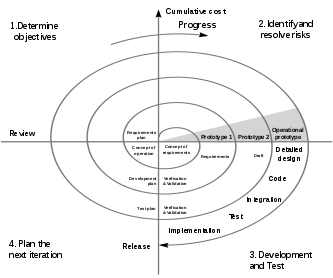 Cumulative cost
Progress
1.Determine
objectives
2. Identify and
resolve risks
Review
Requirements
plan
Concept of
operation
Concept of
requirements
Prototype 1
Prototype 2
Operational
prototype
Requirements
Draft
Detailed
design
Development
plan
Verification
& Validation
Code
Integration
Test plan
Verification
& Validation
Test
Implementation
Release
4. Plan the
next iteration
3. Development
and Test